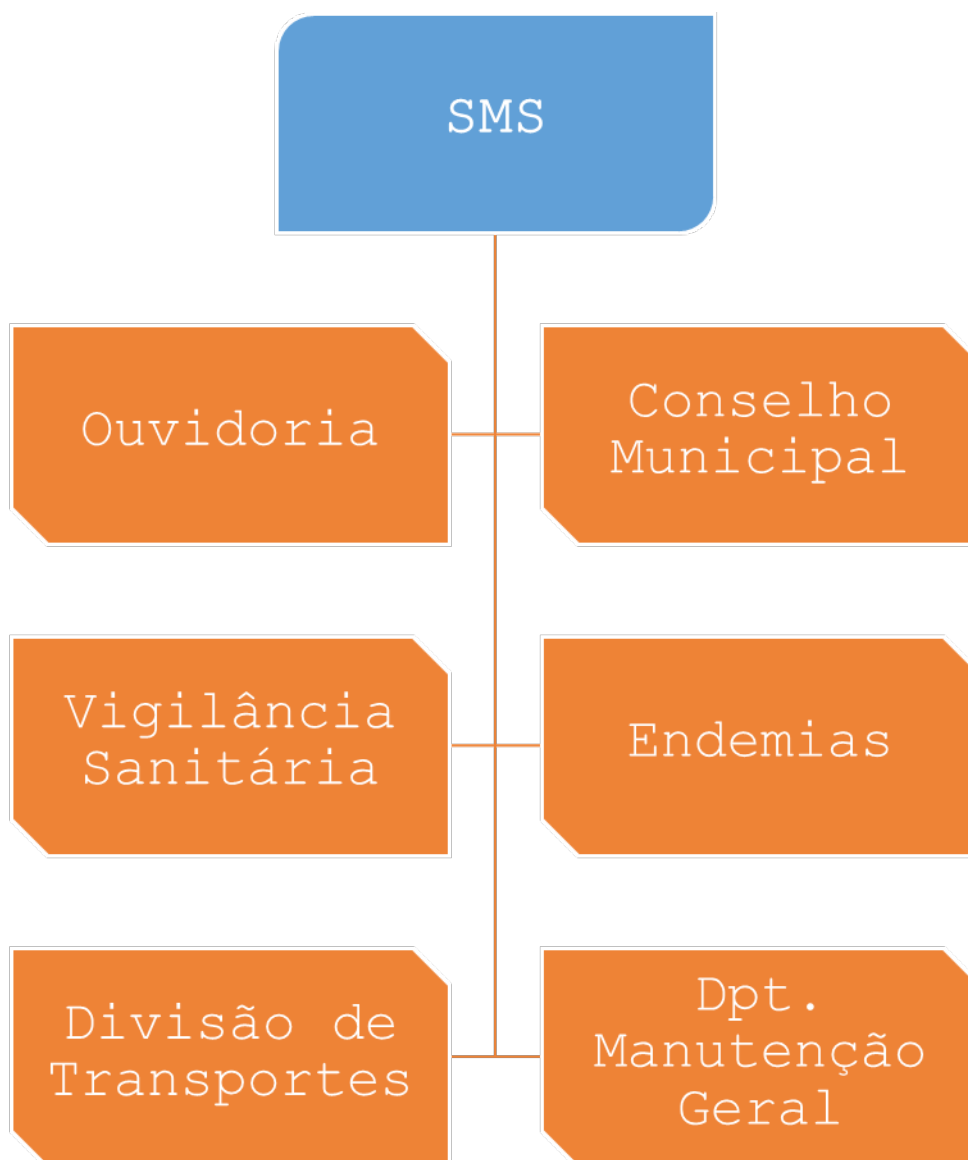 SMS
Ouvidoria
Conselho
Municipal
Vigilância
Sanitária
Endemias
Divisão de
Transportes
Dpt.
Manutenção
Geral